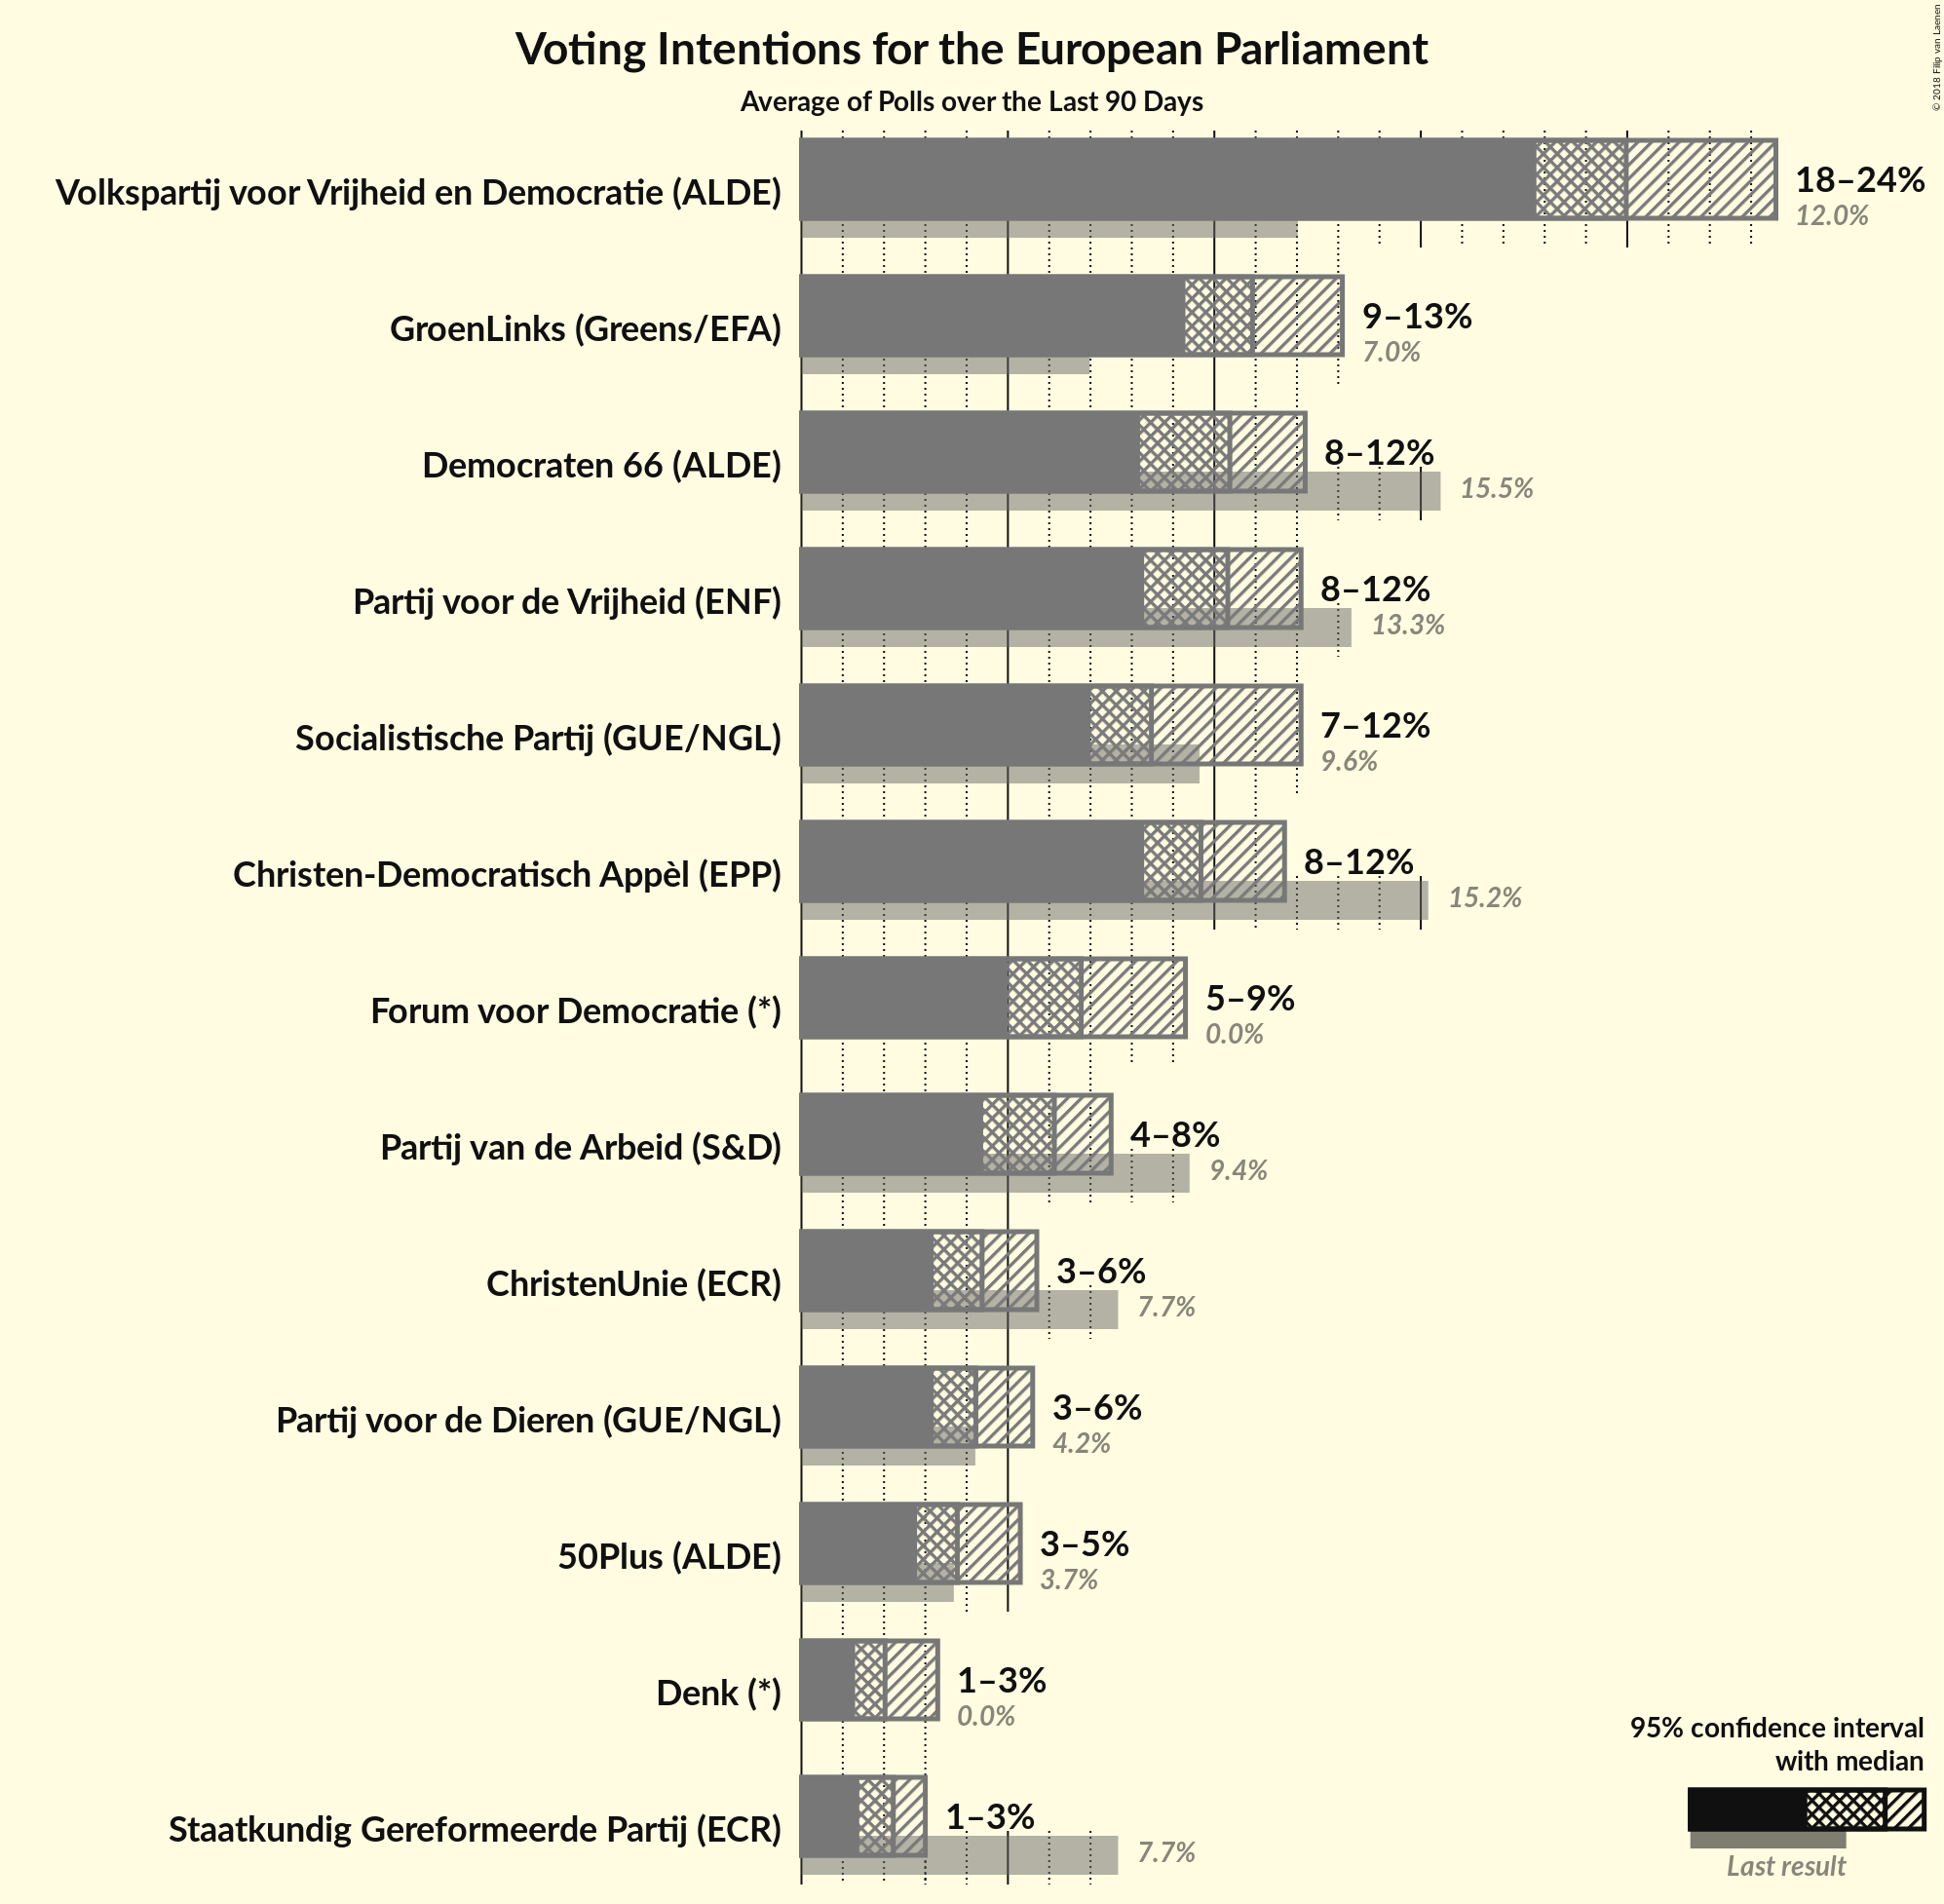 Voting Intentions for the European Parliament
Average of Polls over the Last 90 Days
© 2018 Filip van Laenen
Volkspartij voor Vrijheid en Democratie (ALDE)
18–24%
12.0%
GroenLinks (Greens/EFA)
9–13%
7.0%
Democraten 66 (ALDE)
8–12%
15.5%
Partij voor de Vrijheid (ENF)
8–12%
13.3%
Socialistische Partij (GUE/NGL)
7–12%
9.6%
Christen-Democratisch Appèl (EPP)
8–12%
15.2%
Forum voor Democratie (*)
5–9%
0.0%
Partij van de Arbeid (S&D)
4–8%
9.4%
ChristenUnie (ECR)
3–6%
7.7%
Partij voor de Dieren (GUE/NGL)
3–6%
4.2%
50Plus (ALDE)
3–5%
3.7%
Denk (*)
1–3%
0.0%
Staatkundig Gereformeerde Partij (ECR)
1–3%
7.7%
95% confidence interval
with median
Last result